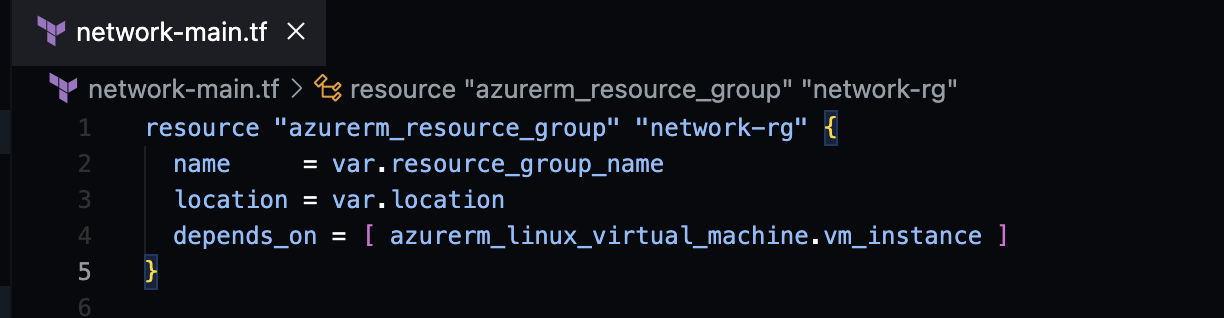 network-main.tf ×
network-main.tf > resource "azurerm_resource_group" "network-rg"
1 resource "azurerm_resource_group" "network-rg" {
2   name     = var.resource_group_name
3   location = var.location
4   depends_on = [ azurerm_linux_virtual_machine.vm_instance ]
5 }
6